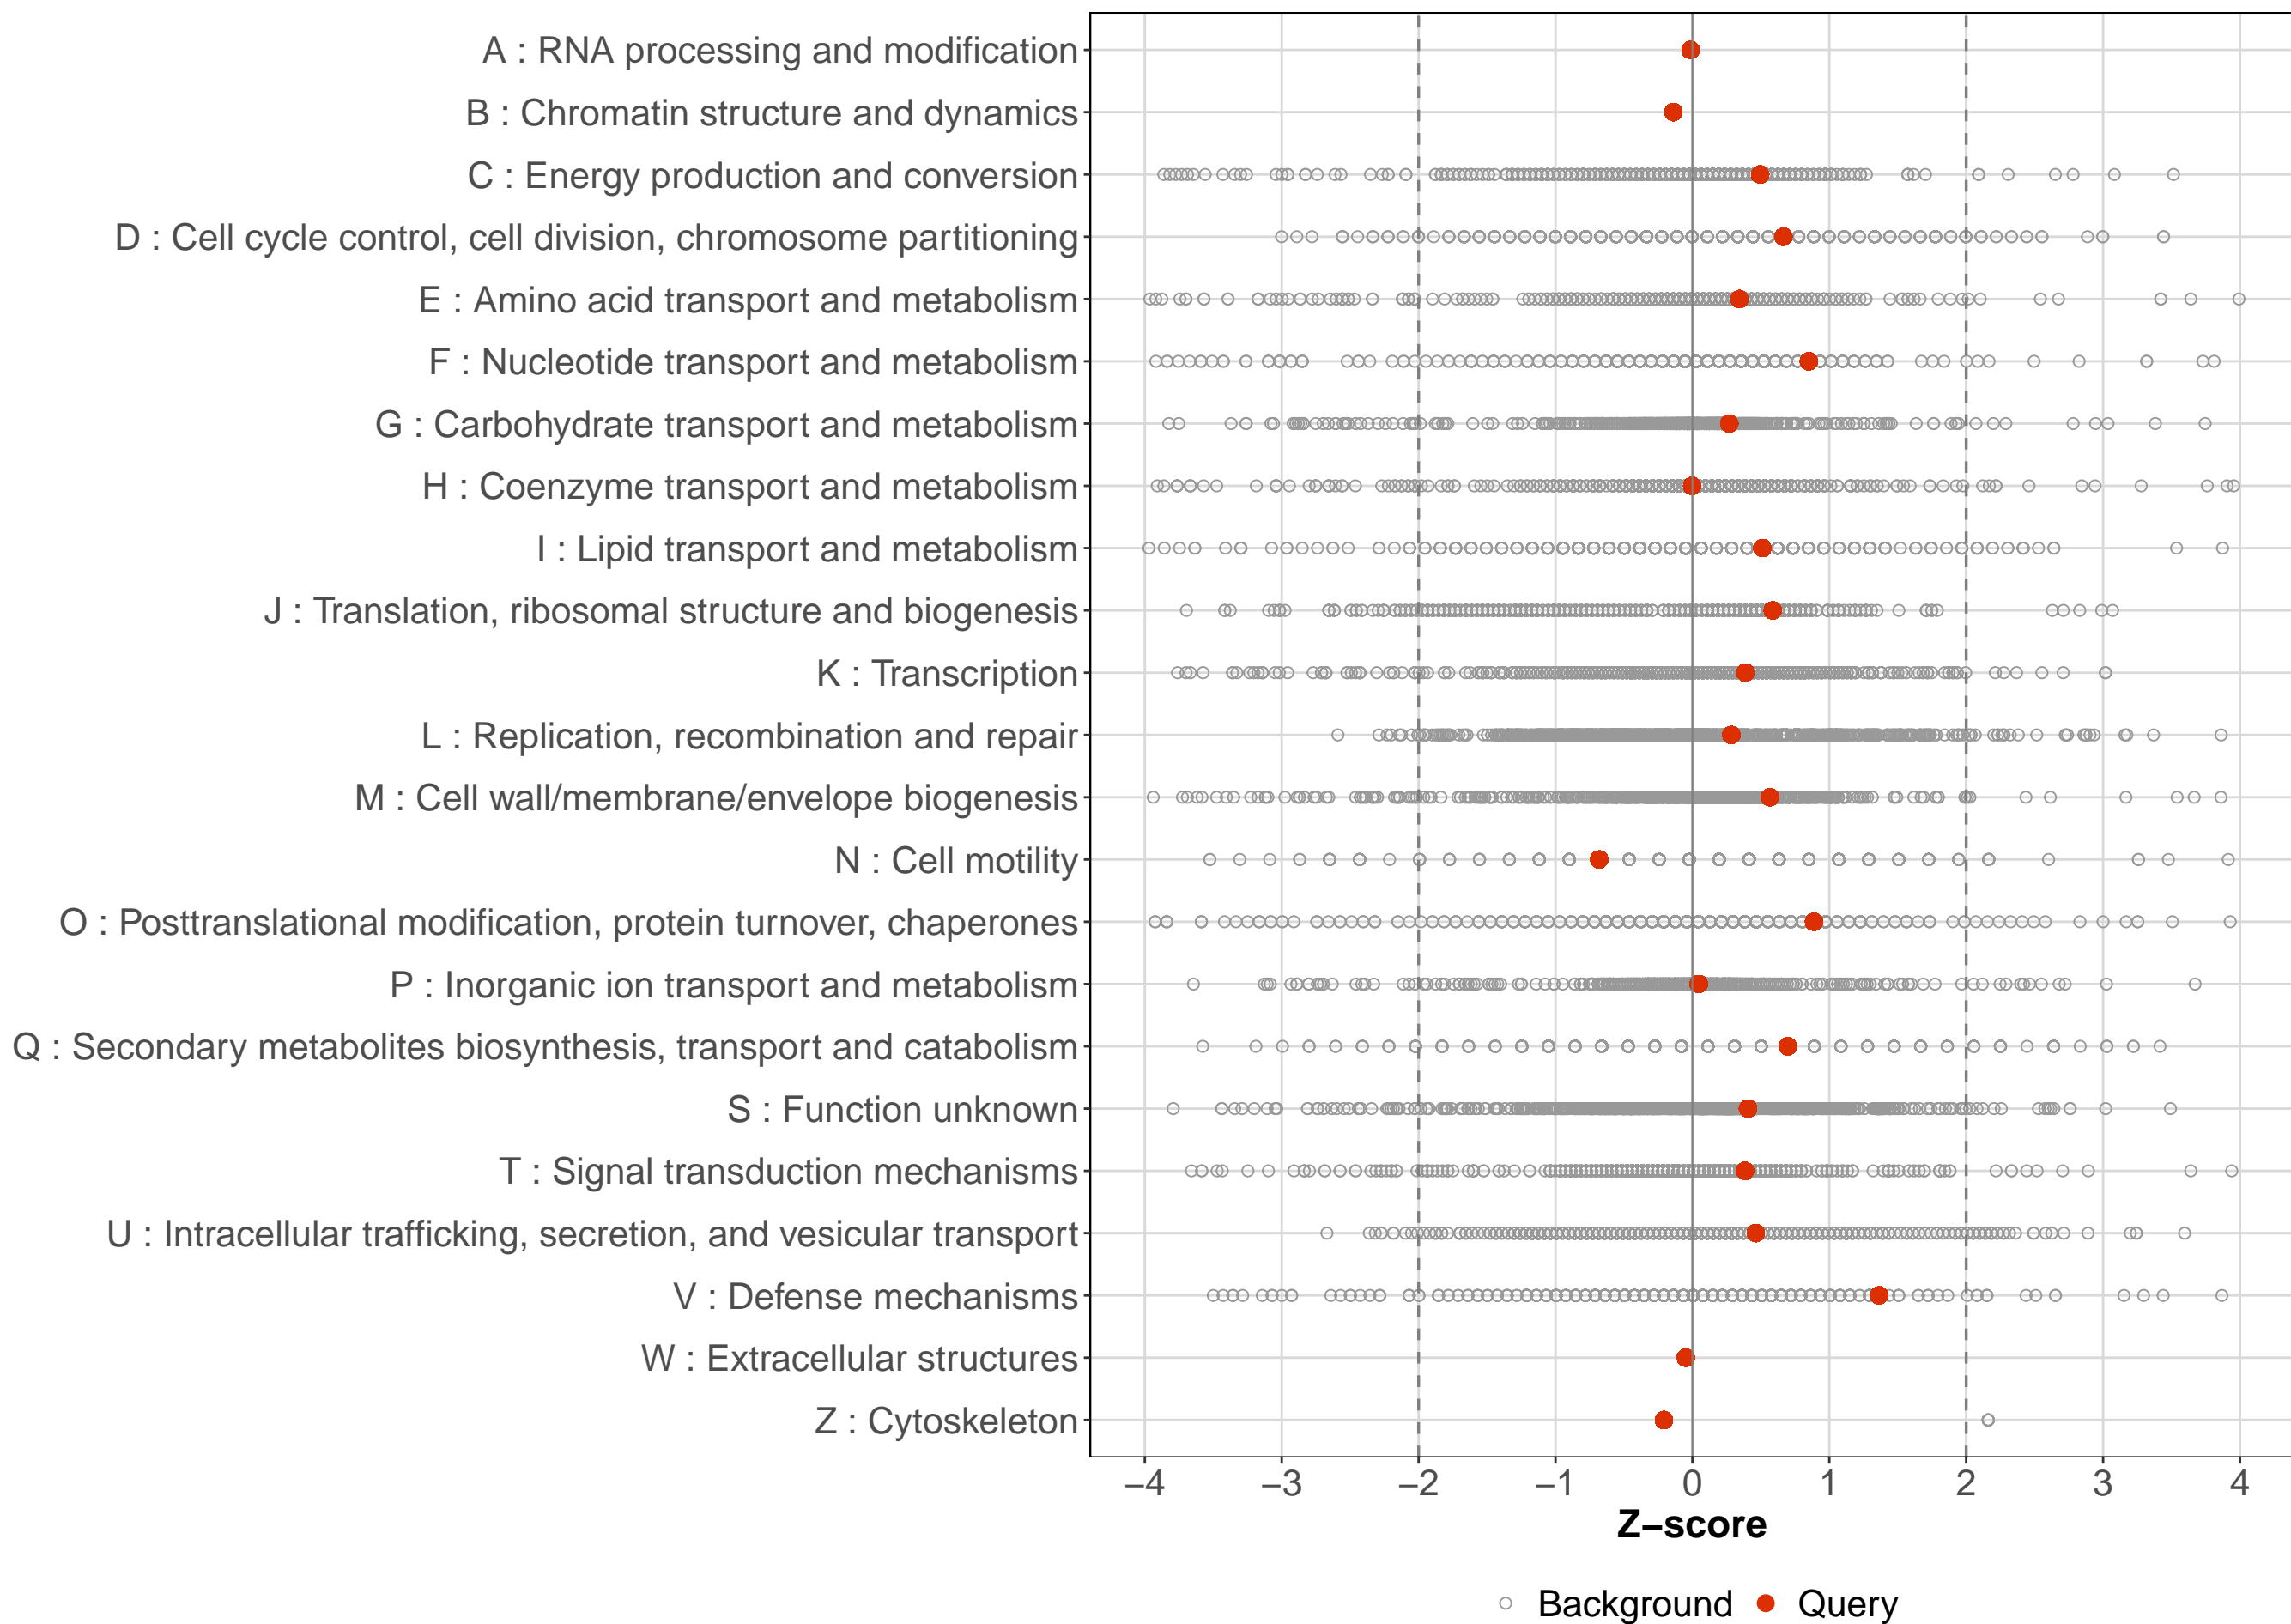 A : RNA processing and modification
B : Chromatin structure and dynamics
C : Energy production and conversion
D : Cell cycle control, cell division, chromosome partitioning
E : Amino acid transport and metabolism
F : Nucleotide transport and metabolism
G : Carbohydrate transport and metabolism
H : Coenzyme transport and metabolism
I : Lipid transport and metabolism
J : Translation, ribosomal structure and biogenesis
K : Transcription
L : Replication, recombination and repair
M : Cell wall/membrane/envelope biogenesis
N : Cell motility
O : Posttranslational modification, protein turnover, chaperones
P : Inorganic ion transport and metabolism
Q : Secondary metabolites biosynthesis, transport and catabolism
S : Function unknown
T : Signal transduction mechanisms
U : Intracellular trafficking, secretion, and vesicular transport
V : Defense mechanisms
W : Extracellular structures
Z : Cytoskeleton
−4 −3 −2 −1 0 1 2 3 4
Z−score
Background Query